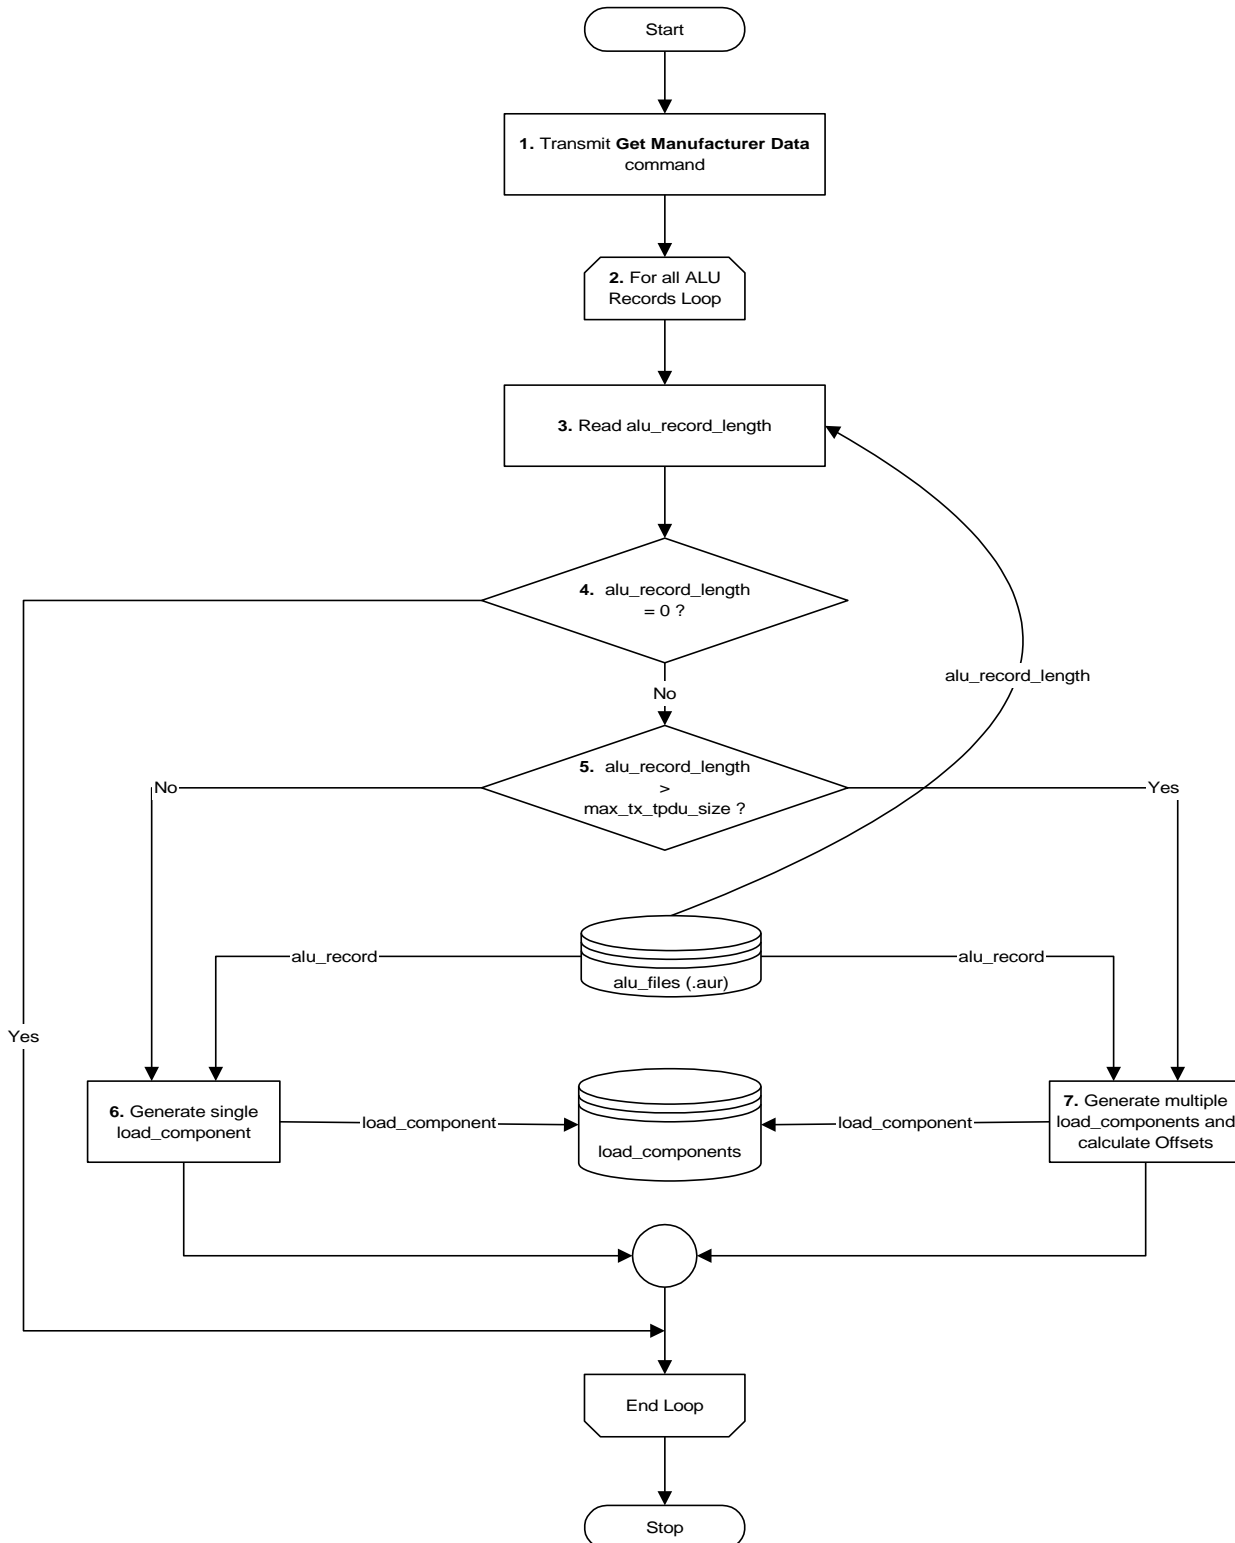 Start
1. Transmit Get Manufacturer Data
command
2. For all ALU
Records Loop
3. Read alu_record_length
4. alu_record_length
= 0 ?
alu_record_length
No
5. alu_record_length
>
max_tx_tpdu_size ?
No
Yes
alu_record
alu_record
alu_files (.aur)
Yes
6. Generate single
load_component
load_component
load_components
load_component
7. Generate multiple
load_components and
calculate Offsets
End Loop
Stop